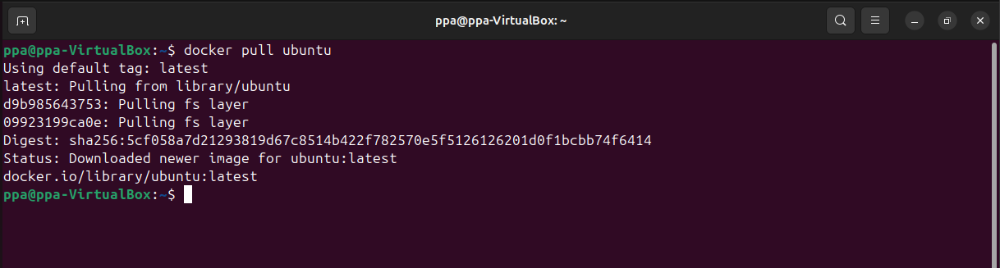 ppa@ppa-VirtualBox: ~
ppa@ppa-VirtualBox:~$ docker pull ubuntu
Using default tag: latest
latest: Pulling from library/ubuntu
d9b985643753: Pulling fs layer
09923199ca0e: Pulling fs layer
Digest: sha256:5cf058a7d21293819d67c8514b422f782570e5f5126126201d0f1bcbb74f6414
Status: Downloaded newer image for ubuntu:latest
docker.io/library/ubuntu:latest
ppa@ppa-VirtualBox:~$